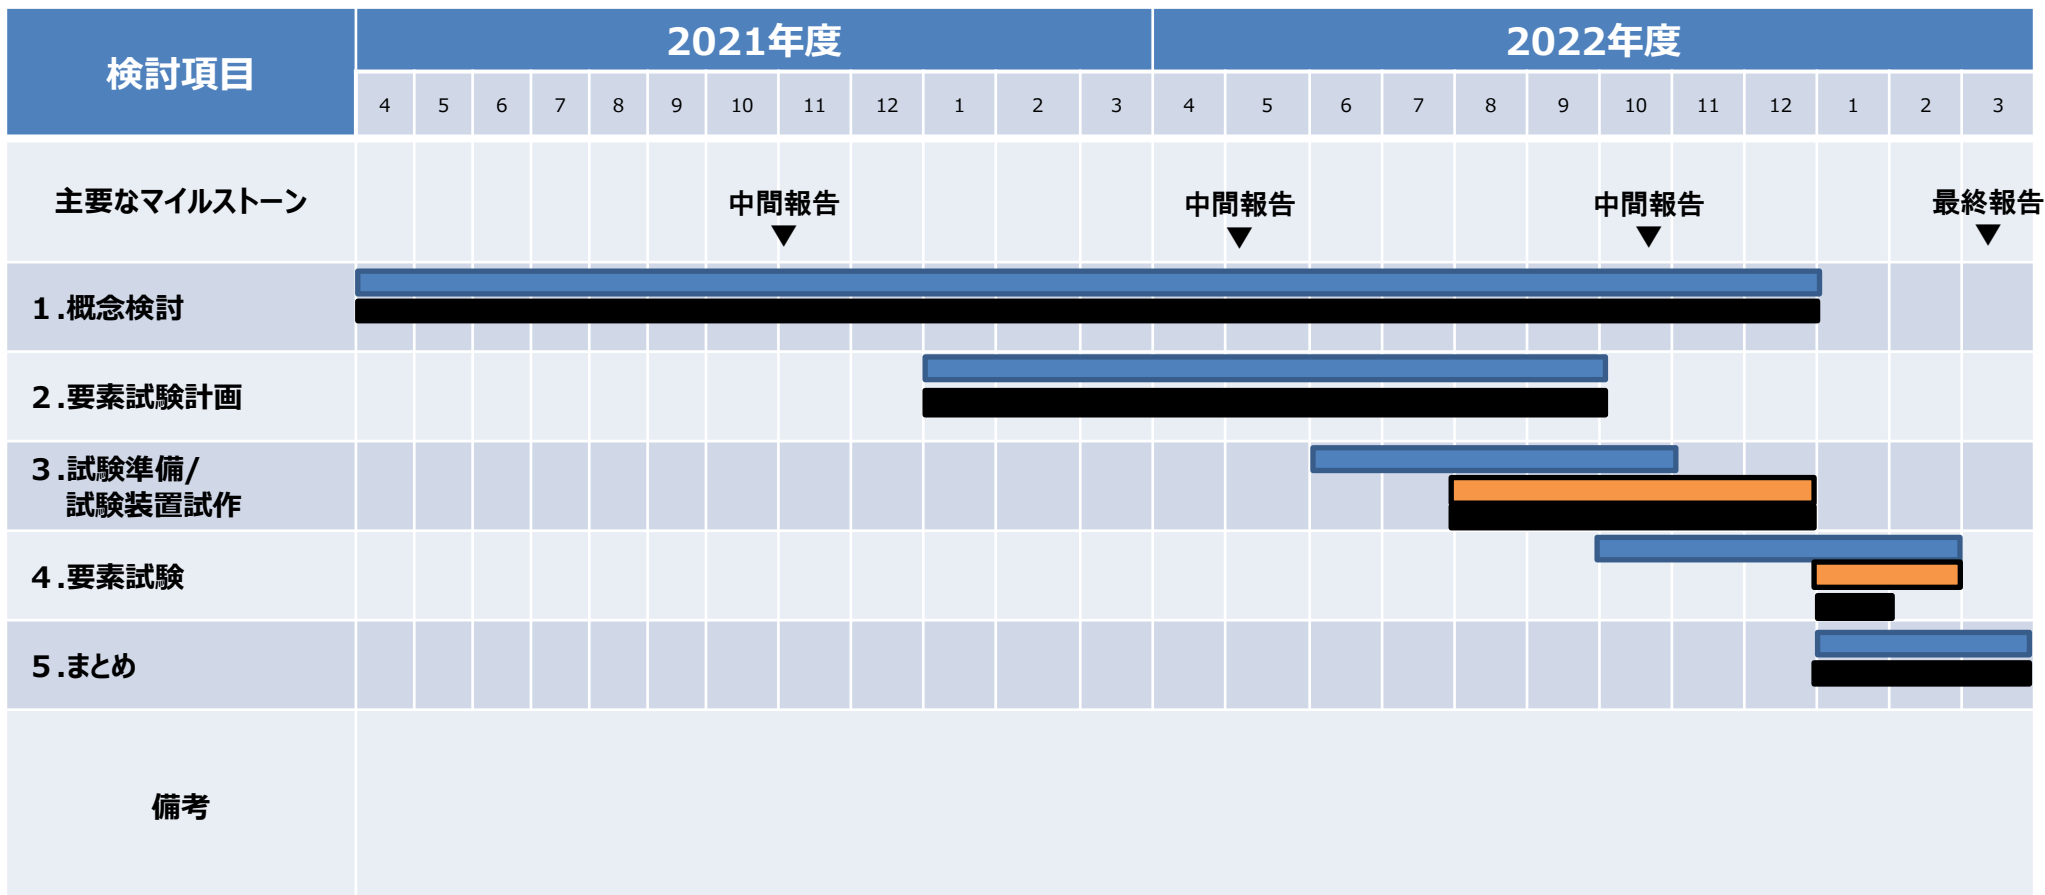 検討項目
2021年度
2022年度
4 5 6 7 8 9 10 11 12 1 2 3 4 5 6 7 8 9 10 11 12 1 2 3
主要なマイルストーン
中間報告
中間報告
中間報告
最終報告
▼ ▼ ▼ ▼
１.概念検討
２.要素試験計画
３.試験準備/
試験装置試作
４.要素試験
５.まとめ
備考